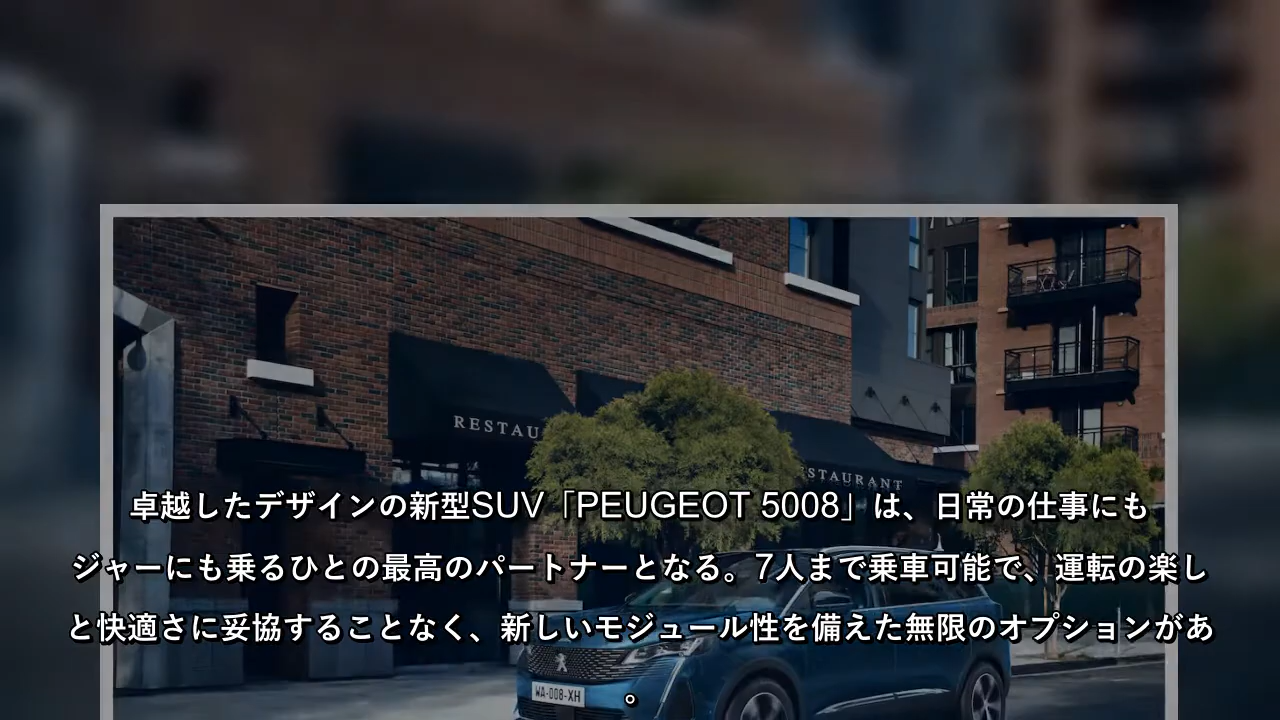 RESTAU
STAURANT
卓越したデザインの新型SUV「PEUGEOT 5008」は、日常の仕事にも
ジャーにも乗るひとの最高のパートナーとなる。7人まで乗車可能で、運転の楽し
と快適さに妥協することなく、新しいモジュール性を備えた無限のオプションがあ
。
WA-008-XH